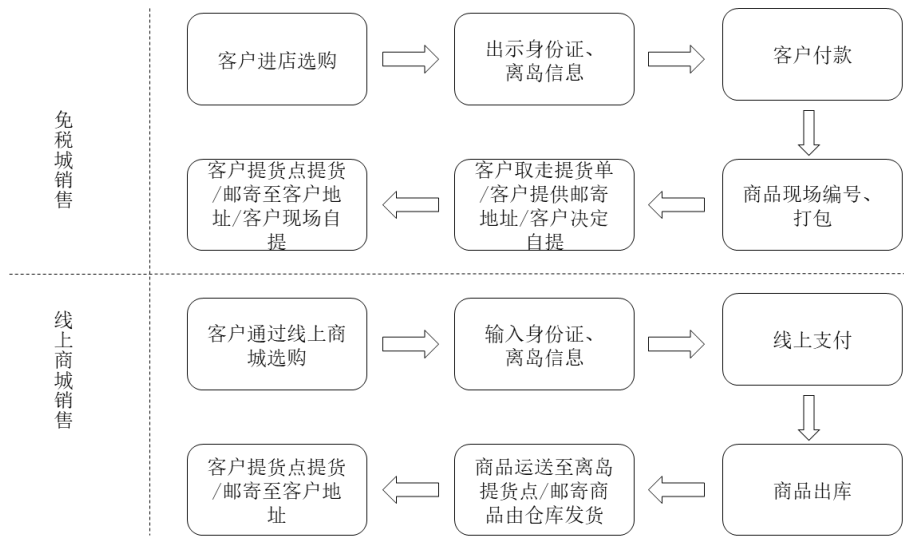 免税城销售
客户进店选购
出示身份证、
离岛信息
客户付款
商品现场编号、
打包
客户取走提货单
/客户提供邮寄
地址/客户决定
自提
客户提货点提货
/邮寄至客户地
址/客户现场自
提
线上商城销售
客户通过线上商
城选购
输入身份证、
离岛信息
线上支付
商品出库
商品运送至离岛
提货点/邮寄商
品由仓库发货
客户提货点提货
/邮寄至客户地
址